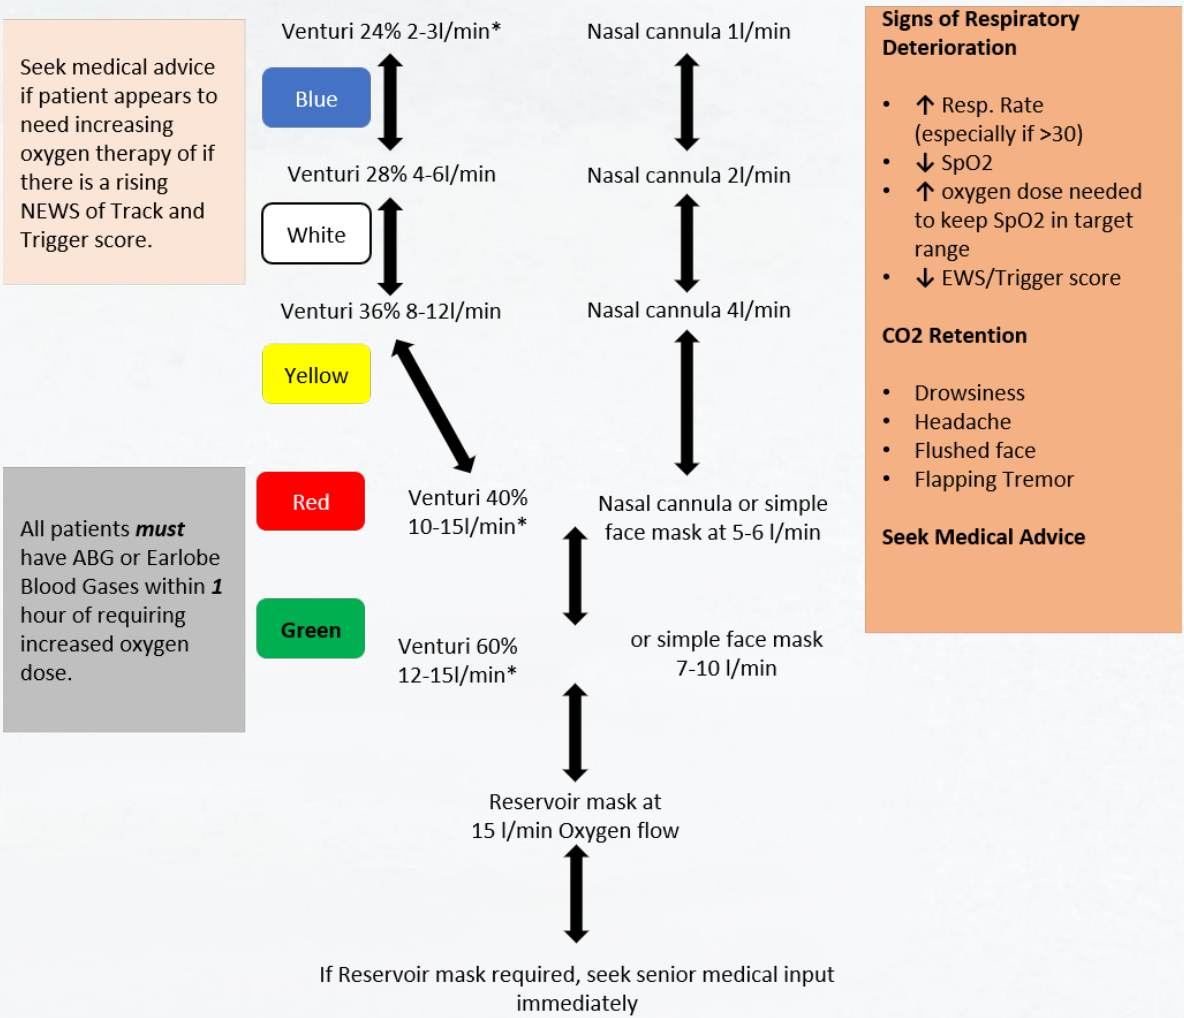 Seek medical advice
if patient appears to
need increasing
oxygen therapy of if
there is a rising
NEWS of Track and
Trigger score.
All patients must
have ABG or Earlobe
Blood Gases within 1
hour of requiring
increased oxygen
dose.
Venturi 24% 2-3l/min*
Blue
Venturi 28% 4-6l/min
White
Venturi 36% 8-12l/min
Yellow
Red
Venturi 40%
10-15l/min*
Green
Venturi 60%
12-15l/min*
Nasal cannula 1l/min
Nasal cannula 2l/min
Nasal cannula 4l/min
Nasal cannula or simple
face mask at 5-6 l/min
or simple face mask
7-10 l/min
Reservoir mask at
15 l/min Oxygen flow
If Reservoir mask required, seek senior medical input
immediately
Signs of Respiratory
Deterioration
• ↑ Resp. Rate
(especially if >30)
• ↓ SpO2
• ↑ oxygen dose needed
to keep SpO2 in target
range
• ↓ EWS/Trigger score
CO2 Retention
• Drowsiness
• Headache
• Flushed face
• Flapping Tremor
Seek Medical Advice